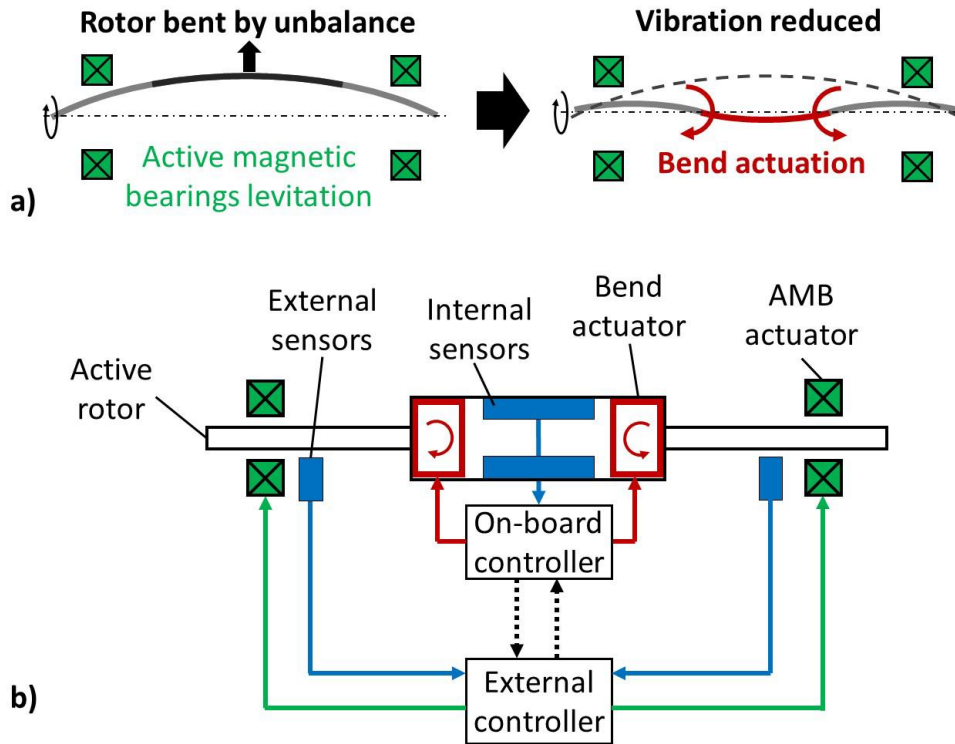 Rotor bent by unbalance
Vibration reduced
Active magnetic
bearings levitation
Bend actuation
a)
External
sensors
Internal
sensors
Bend
actuator
AMB
actuator
Active
rotor
On-board
controller
External
controller
b)